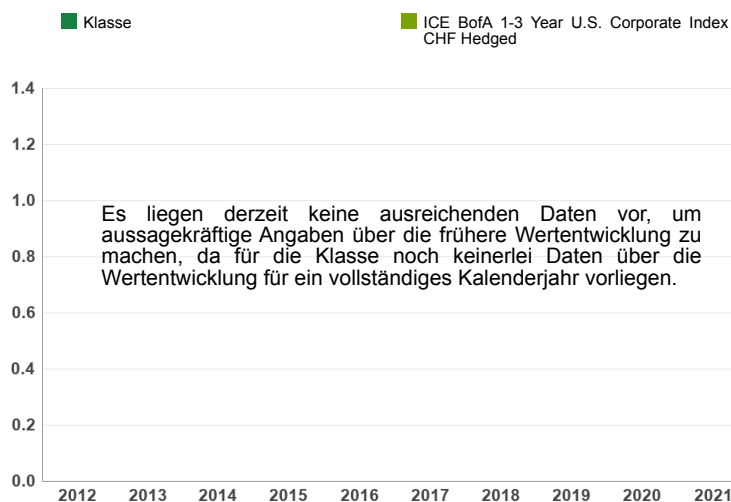 Klasse
ICE BofA 1-3 Year U.S. Corporate Index
CHF Hedged
1.4
1.2
1.0
Es liegen derzeit keine ausreichenden Daten vor, um
aussagekräftige Angaben über die frühere Wertentwicklung zu
0.8
machen, da für die Klasse noch keinerlei Daten über die
Wertentwicklung für ein vollständiges Kalenderjahr vorliegen.
0.6
0.4
0.2
0.0
2012 2013 2014 2015 2016 2017 2018 2019 2020 2021